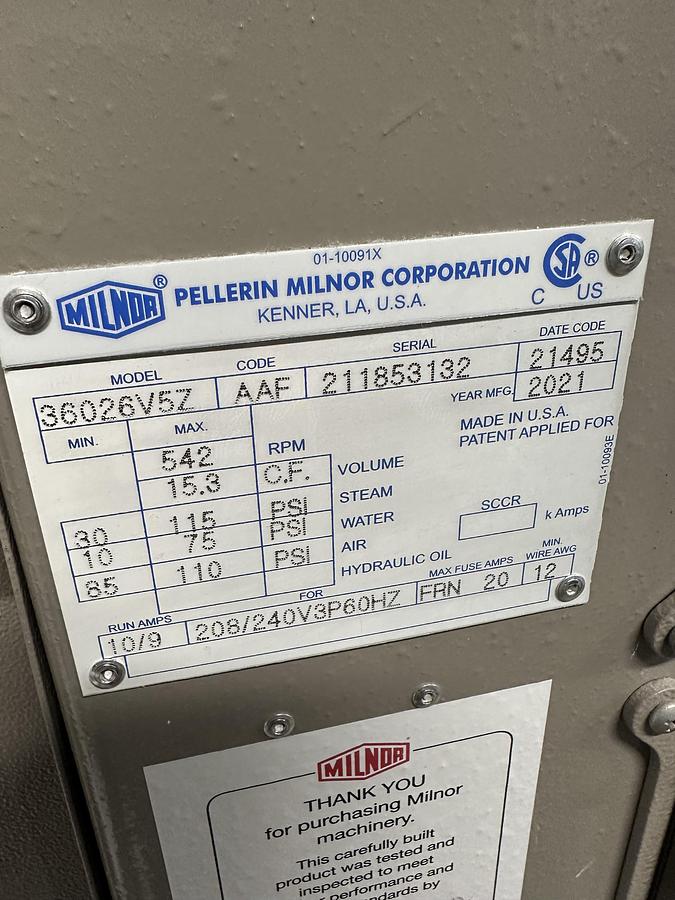 01-10091X
MILNOR ® PELLERIN MILNOR CORPORATION
KENNER, LA, U.S.A.
CSA ®
C US
MODEL CODE SERIAL DATE CODE
36026V5Z AAF 211853132 21495
YEAR MFG. 2021
MIN. MAX.
MADE IN U.S.A.
PATENT APPLIED FOR
01-10093E
542 RPM
15.3 C.F. VOLUME
30 115 PSI STEAM
10 75 PSI WATER
85 110 PSI AIR
HYDRAULIC OIL
SCCR k Amps
RUN AMPS FOR MAX FUSE AMPS MIN. WIRE AWG
10/9 208/240V3P60HZ FRN 20 12
MILNOR
THANK YOU
for purchasing Milnor
machinery.
This carefully built
product was tested and
inspected to meet
performance and
by